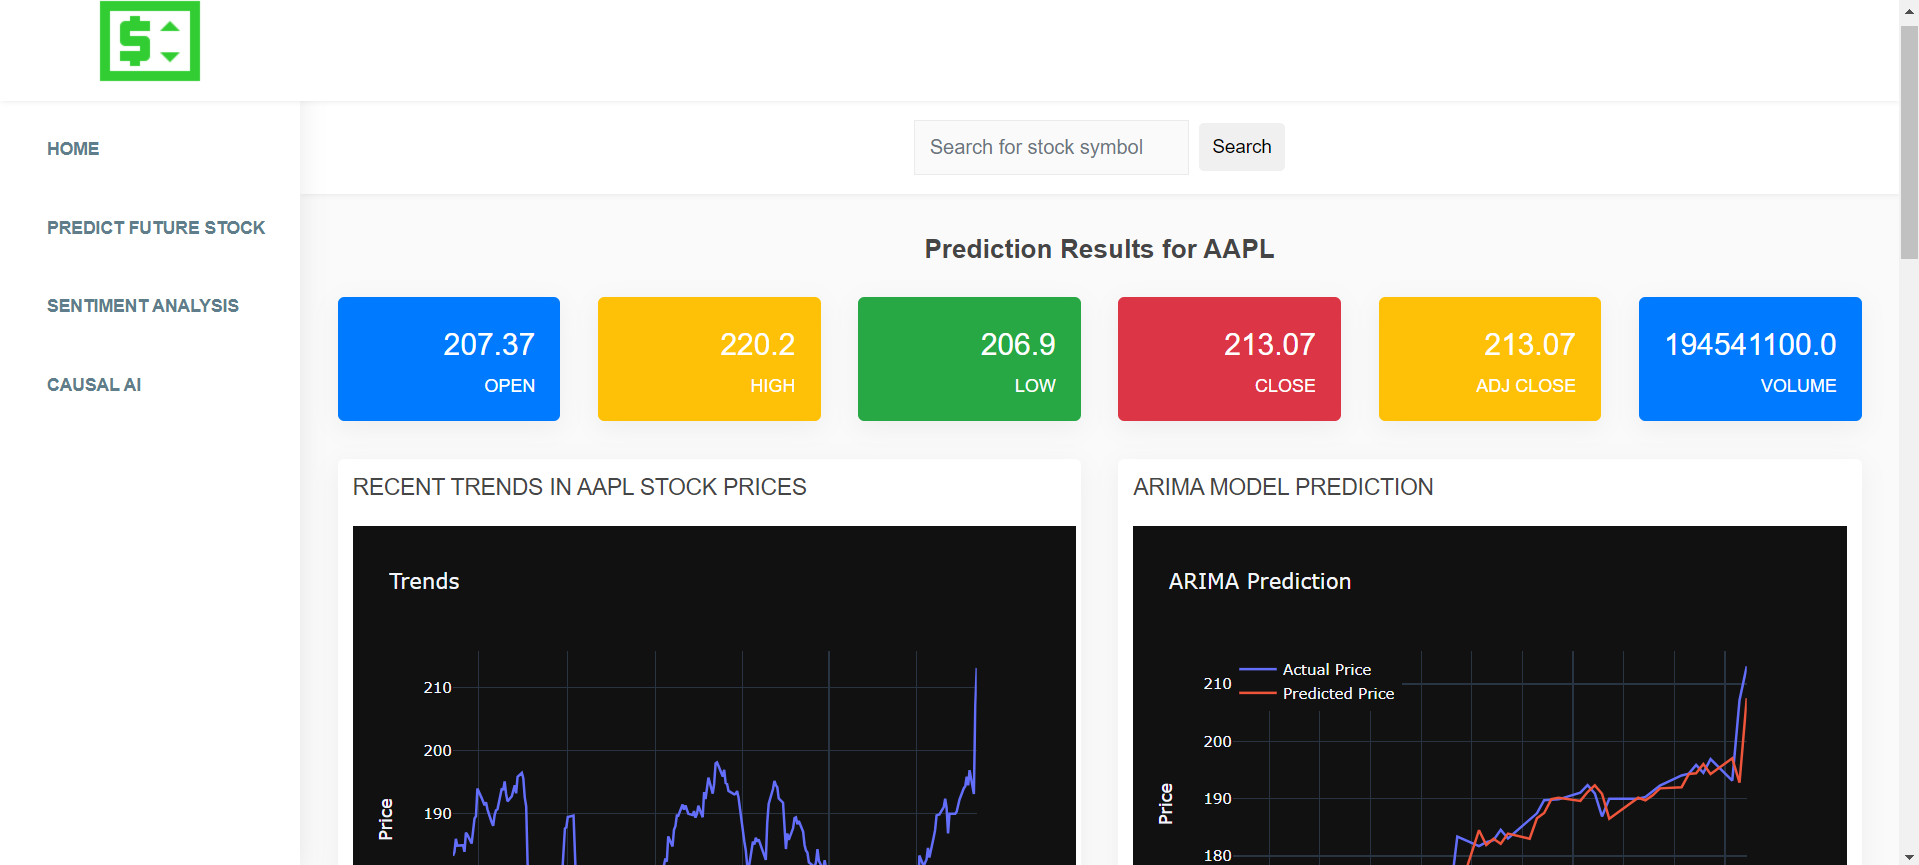 $
HOME
PREDICT FUTURE STOCK
SENTIMENT ANALYSIS
CAUSAL AI
Search for stock symbol
Search
Prediction Results for AAPL
207.37
OPEN
220.2
HIGH
206.9
LOW
213.07
CLOSE
213.07
ADJ CLOSE
194541100.0
VOLUME
RECENT TRENDS IN AAPL STOCK PRICES
Trends
210
200
190
Price
ARIMA MODEL PREDICTION
ARIMA Prediction
Actual Price
Predicted Price
210
200
190
180
Price